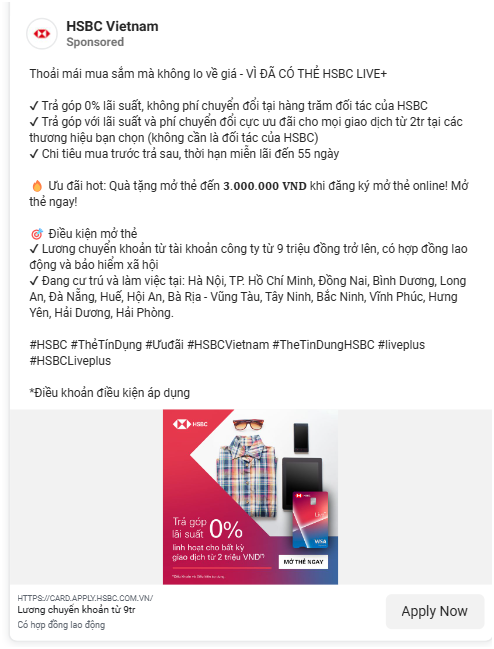 HSBC Vietnam
Sponsored
Thoải mái mua sắm mà không lo về giá - VÌ ĐÃ CÓ THẺ HSBC LIVE+
✓ Trả góp 0% lãi suất, không phí chuyển đổi tại hàng trăm đối tác của HSBC
✓ Trả góp với lãi suất và phí chuyển đổi cực ưu đãi cho mọi giao dịch từ 2tr tại các
thương hiệu bạn chọn (không cần là đối tác của HSBC)
✓ Chi tiêu mua trước trả sau, thời hạn miễn lãi đến 55 ngày
🔥 Ưu đãi hot: Quà tặng mở thẻ đến 3.000.000 VND khi đăng ký mở thẻ online! Mở
thẻ ngay!
🎯 Điều kiện mở thẻ
✓ Lương chuyển khoản từ tài khoản công ty từ 9 triệu đồng trở lên, có hợp đồng lao
động và bảo hiểm xã hội
✓ Đang cư trú và làm việc tại: Hà Nội, TP. Hồ Chí Minh, Đồng Nai, Bình Dương, Long
An, Đà Nẵng, Huế, Hội An, Bà Rịa - Vũng Tàu, Tây Ninh, Bắc Ninh, Vĩnh Phúc, Hưng
Yên, Hải Dương, Hải Phòng.
#HSBC #ThẻTínDụng #Ưuđãi #HSBCVietnam #TheTinDungHSBC #liveplus
#HSBCLiveplus
*Điều khoản điều kiện áp dụng
HSBC
Trả góp
lãi suất 0%
linh hoạt cho bất kỳ
giao dịch từ 2 triệu VND(*)
MỞ THẺ NGAY
VISA
HTTPS://CARD.APPLY.HSBC.COM.VN/
Lương chuyển khoản từ 9tr
Có hợp đồng lao động
Apply Now